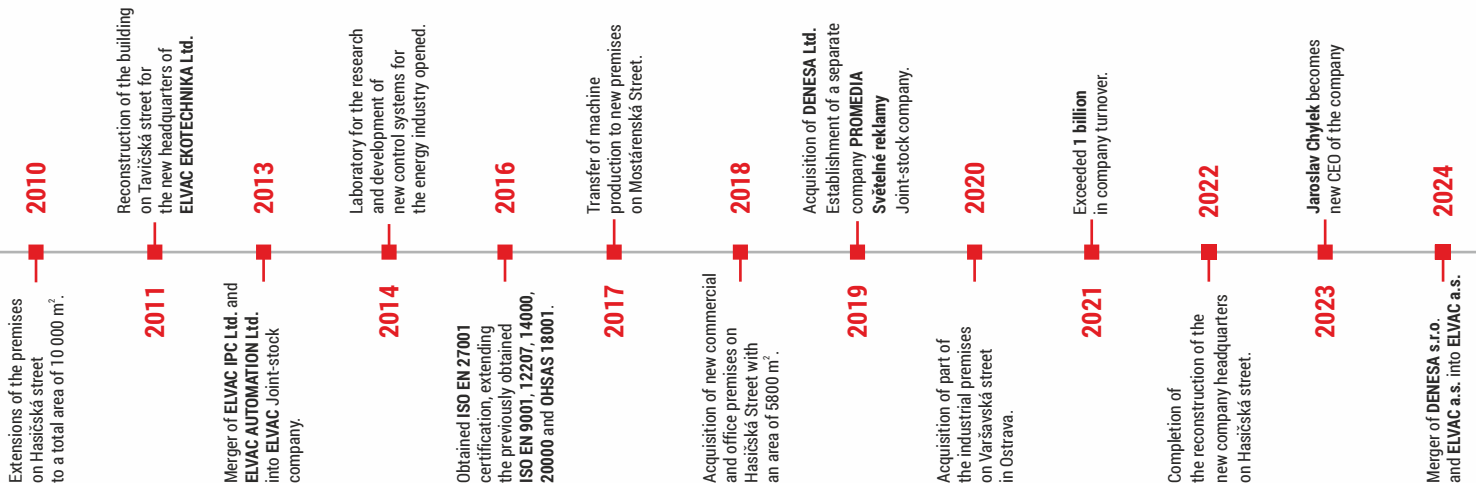 2010
Extensions of the premises
on Hasičská street
to a total area of 10 000 m².
2011
Reconstruction of the building
on Tavičská street for
the new headquarters of
ELVAC EKOTECHNIKA Ltd.
2013
Merger of ELVAC IPC Ltd. and
ELVAC AUTOMATION Ltd.
into ELVAC Joint-stock
company.
2014
Laboratory for the research
and development of
new control systems for
the energy industry opened.
2016
Obtained ISO EN 27001
certification, extending
the previously obtained
ISO EN 9001, 12207, 14000,
20000 and OHSAS 18001.
2017
Transfer of machine
production to new premises
on Mostárenská Street.
2018
Acquisition of new commercial
and office premises on
Hasičská Street with
an area of 5800 m².
2019
Acquisition of DENESA Ltd.
Establishment of a separate
company PROMEDIA
Světelné reklamy
Joint-stock company.
2020
Acquisition of part of
the industrial premises
on Varšavská street
in Ostrava.
2021
Exceeded 1 billion
in company turnover.
2022
Completion of
the reconstruction of the
new company headquarters
on Hasičská street.
2023
Jaroslav Chylek becomes
new CEO of the company
2024
Merger of DENESA s.r.o.
and ELVAC a.s. into ELVAC a.s.